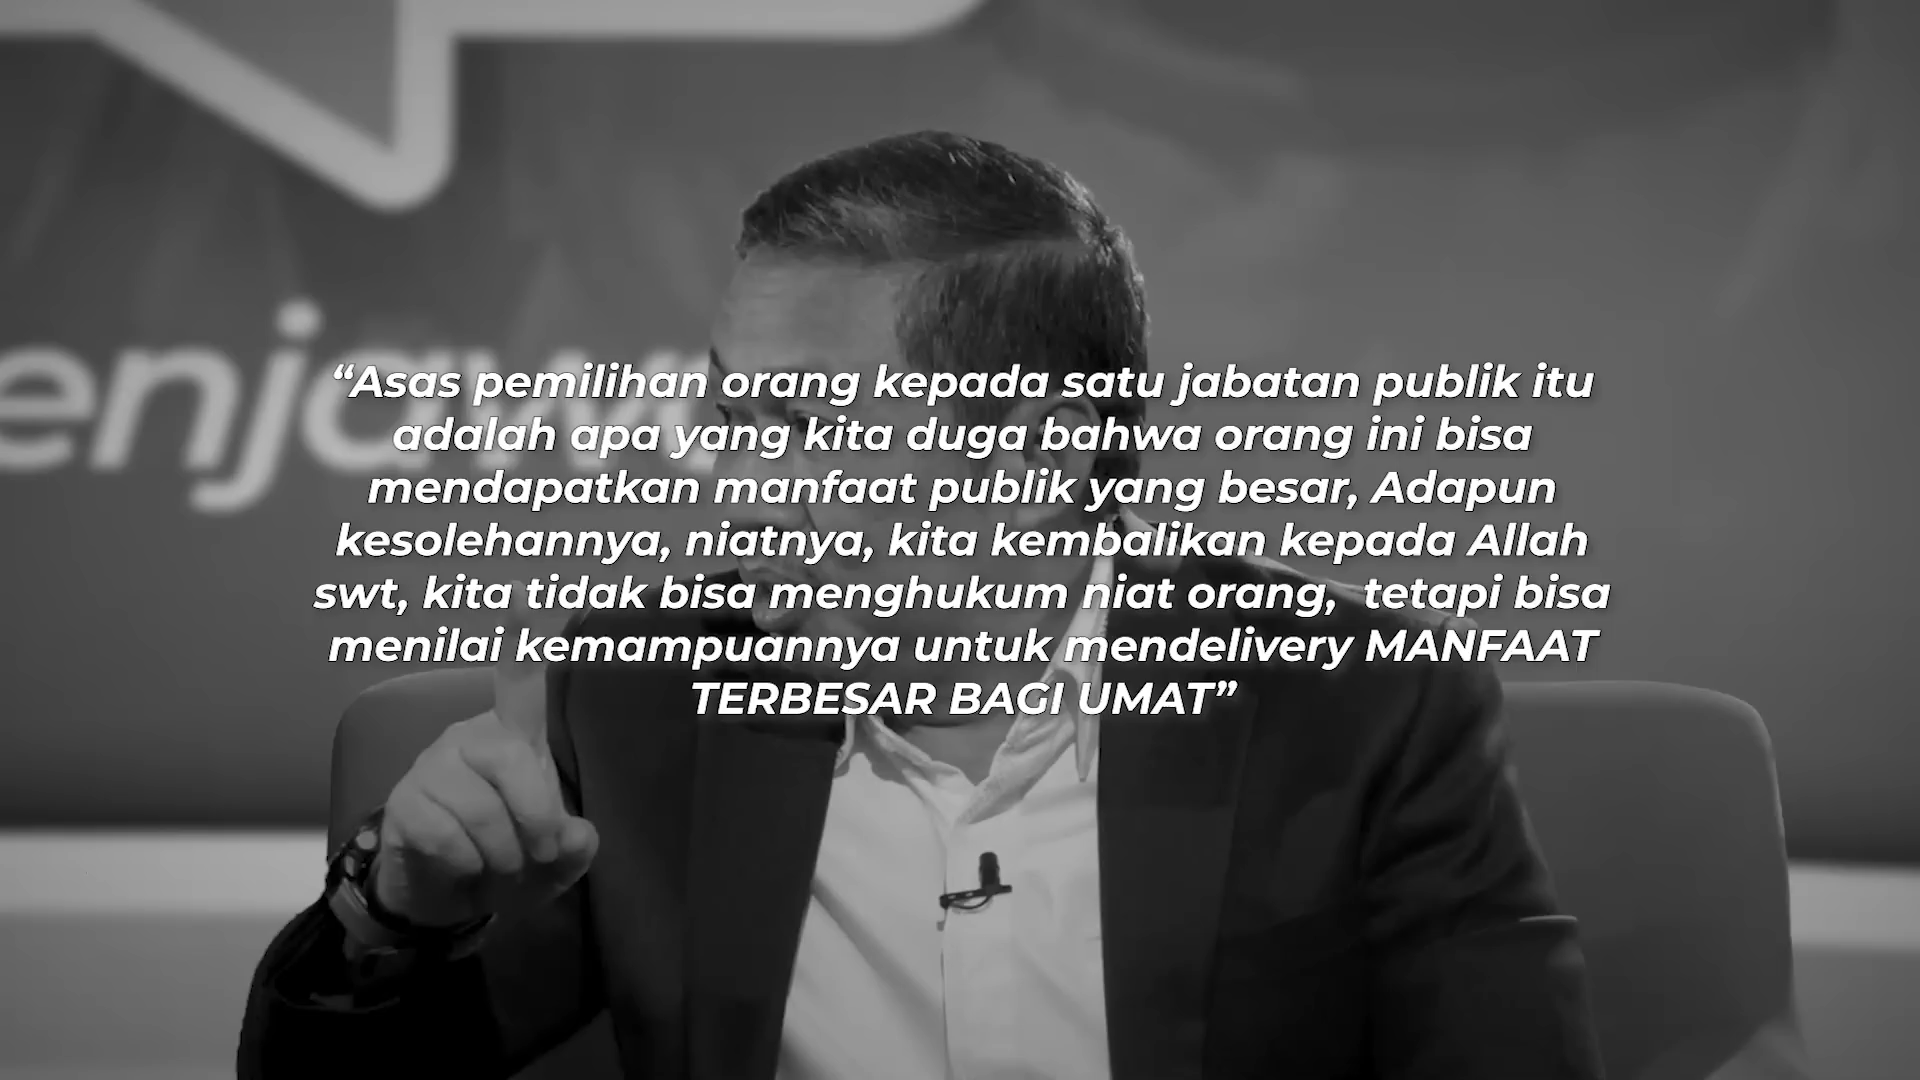 enjaw
“Asas pemilihan orang kepada satu jabatan publik itu
adalah apa yang kita duga bahwa orang ini bisa
mendapatkan manfaat publik yang besar, Adapun
kesolehannya, niatnya, kita kembalikan kepada Allah
swt, kita tidak bisa menghukum niat orang,  tetapi bisa
menilai kemampuannya untuk mendelivery MANFAAT
TERBESAR BAGI UMAT”